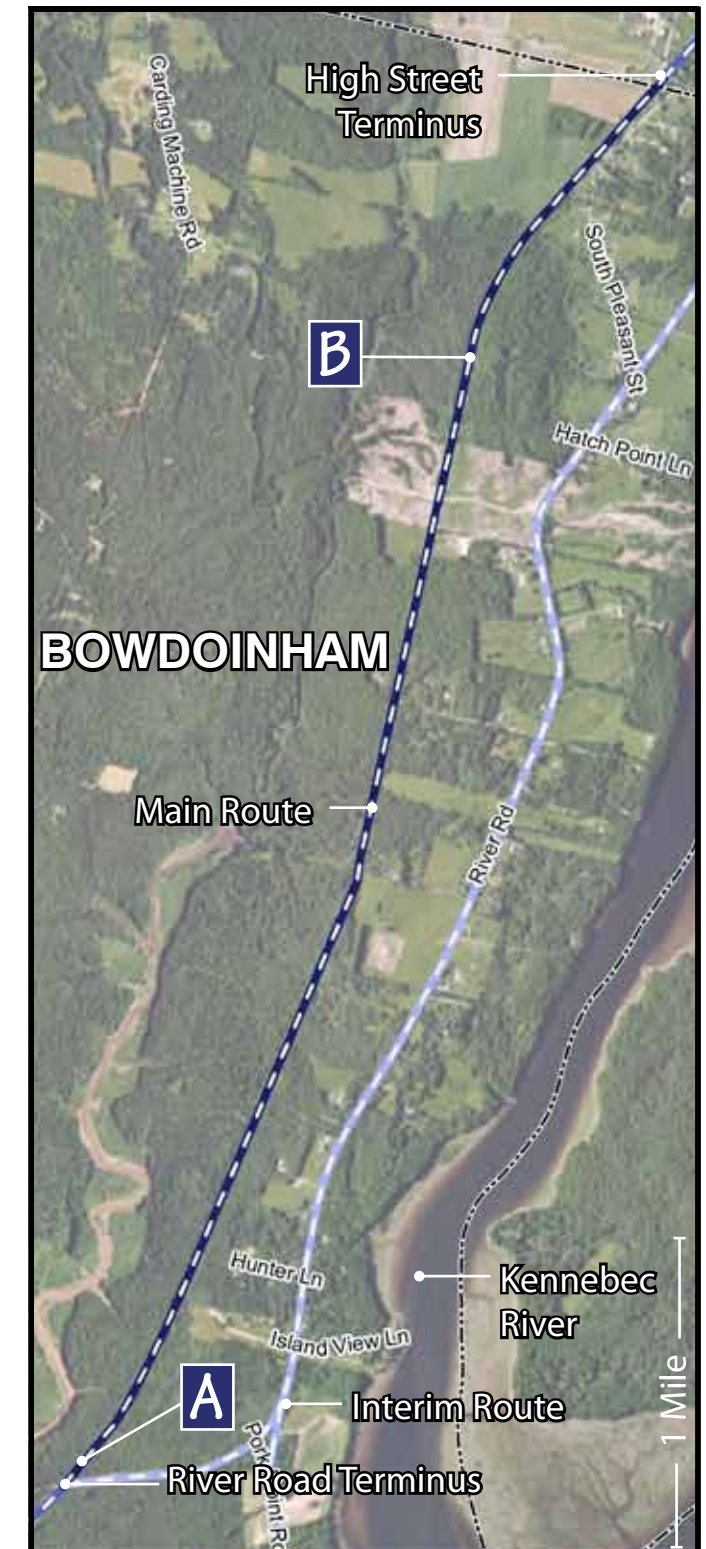 High Street
Terminus
Carding Machine Rd
South Pleasant St
B
Hatch Point Ln
BOWDOINHAM
Main Route
River Rd
Hunter Ln
Kennebec
River
Island View Ln
1 Mile
A
Interim Route
River Road Terminus
Point Rd